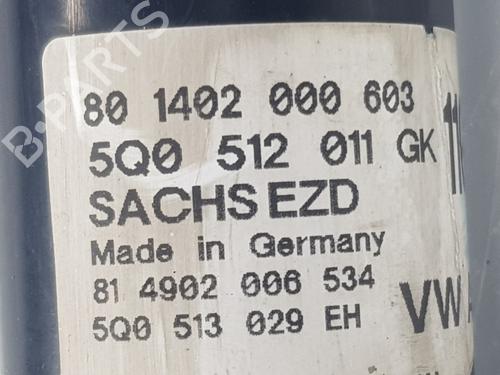 B-PARTS
80 1402 000 603
5Q0 512 011 GK
SACHS EZD
Made in Germany
81 4902 006 534
5Q0 513 029 EH
VW